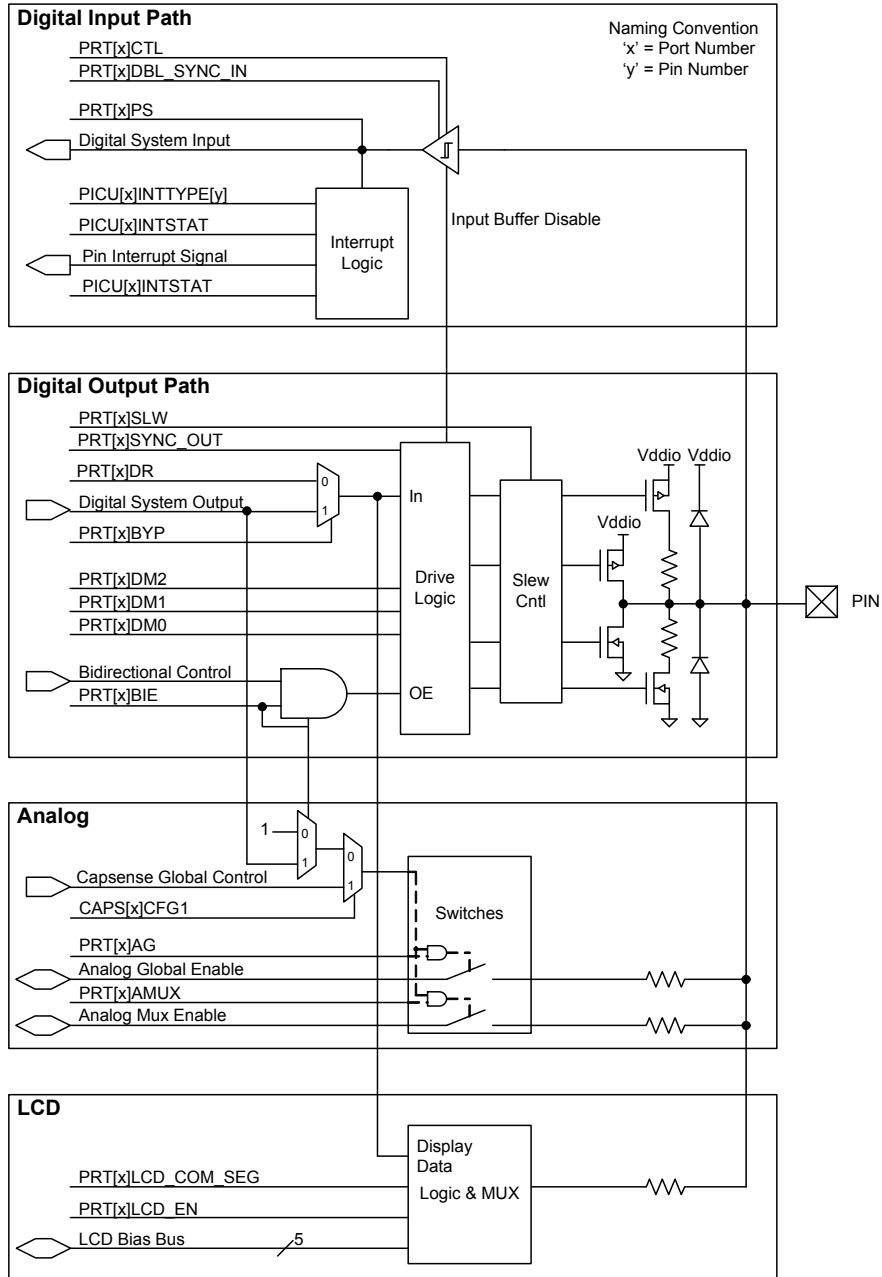 Digital Input Path
Naming Convention
‘x’ = Port Number
‘y’ = Pin Number
PRT[x]CTL
PRT[x]DBL_SYNC_IN
PRT[x]PS
Digital System Input
PICU[x]INTTYPE[y]
PICU[x]INTSTAT
Pin Interrupt Signal
PICU[x]INTSTAT
Interrupt
Logic
Input Buffer Disable
Digital Output Path
PRT[x]SLW
PRT[x]SYNC_OUT
PRT[x]DR
Digital System Output
PRT[x]BYP
0
1
PRT[x]DM2
PRT[x]DM1
PRT[x]DM0
Bidirectional Control
PRT[x]BIE
In
Drive
Logic
OE
Slew
Cntl
Vddio
Vddio
Vddio
PIN
Analog
1
0
1
0
1
Capsense Global Control
CAPS[x]CFG1
Switches
PRT[x]AG
Analog Global Enable
PRT[x]AMUX
Analog Mux Enable
LCD
Display
Data
Logic & MUX
PRT[x]LCD_COM_SEG
PRT[x]LCD_EN
LCD Bias Bus
5